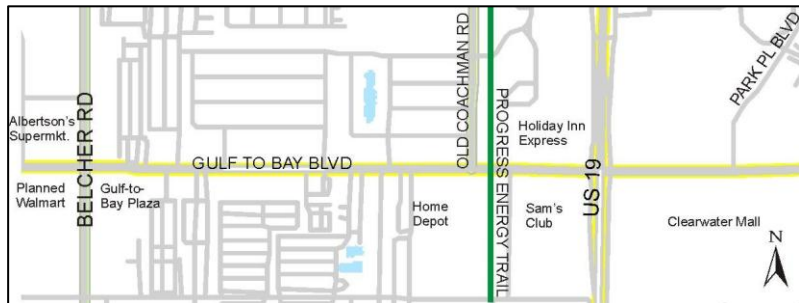 Albertson's
Supermkt.
BELCHER RD
GULF TO BAY BLVD
OLD COACHMAN RD
PROGRESS ENERGY TRAIL
Holiday Inn
Express
US 19
PARK PL BLVD
Planned
Walmart
Gulf-to-
Bay Plaza
Home
Depot
Sam's
Club
Clearwater Mall
N